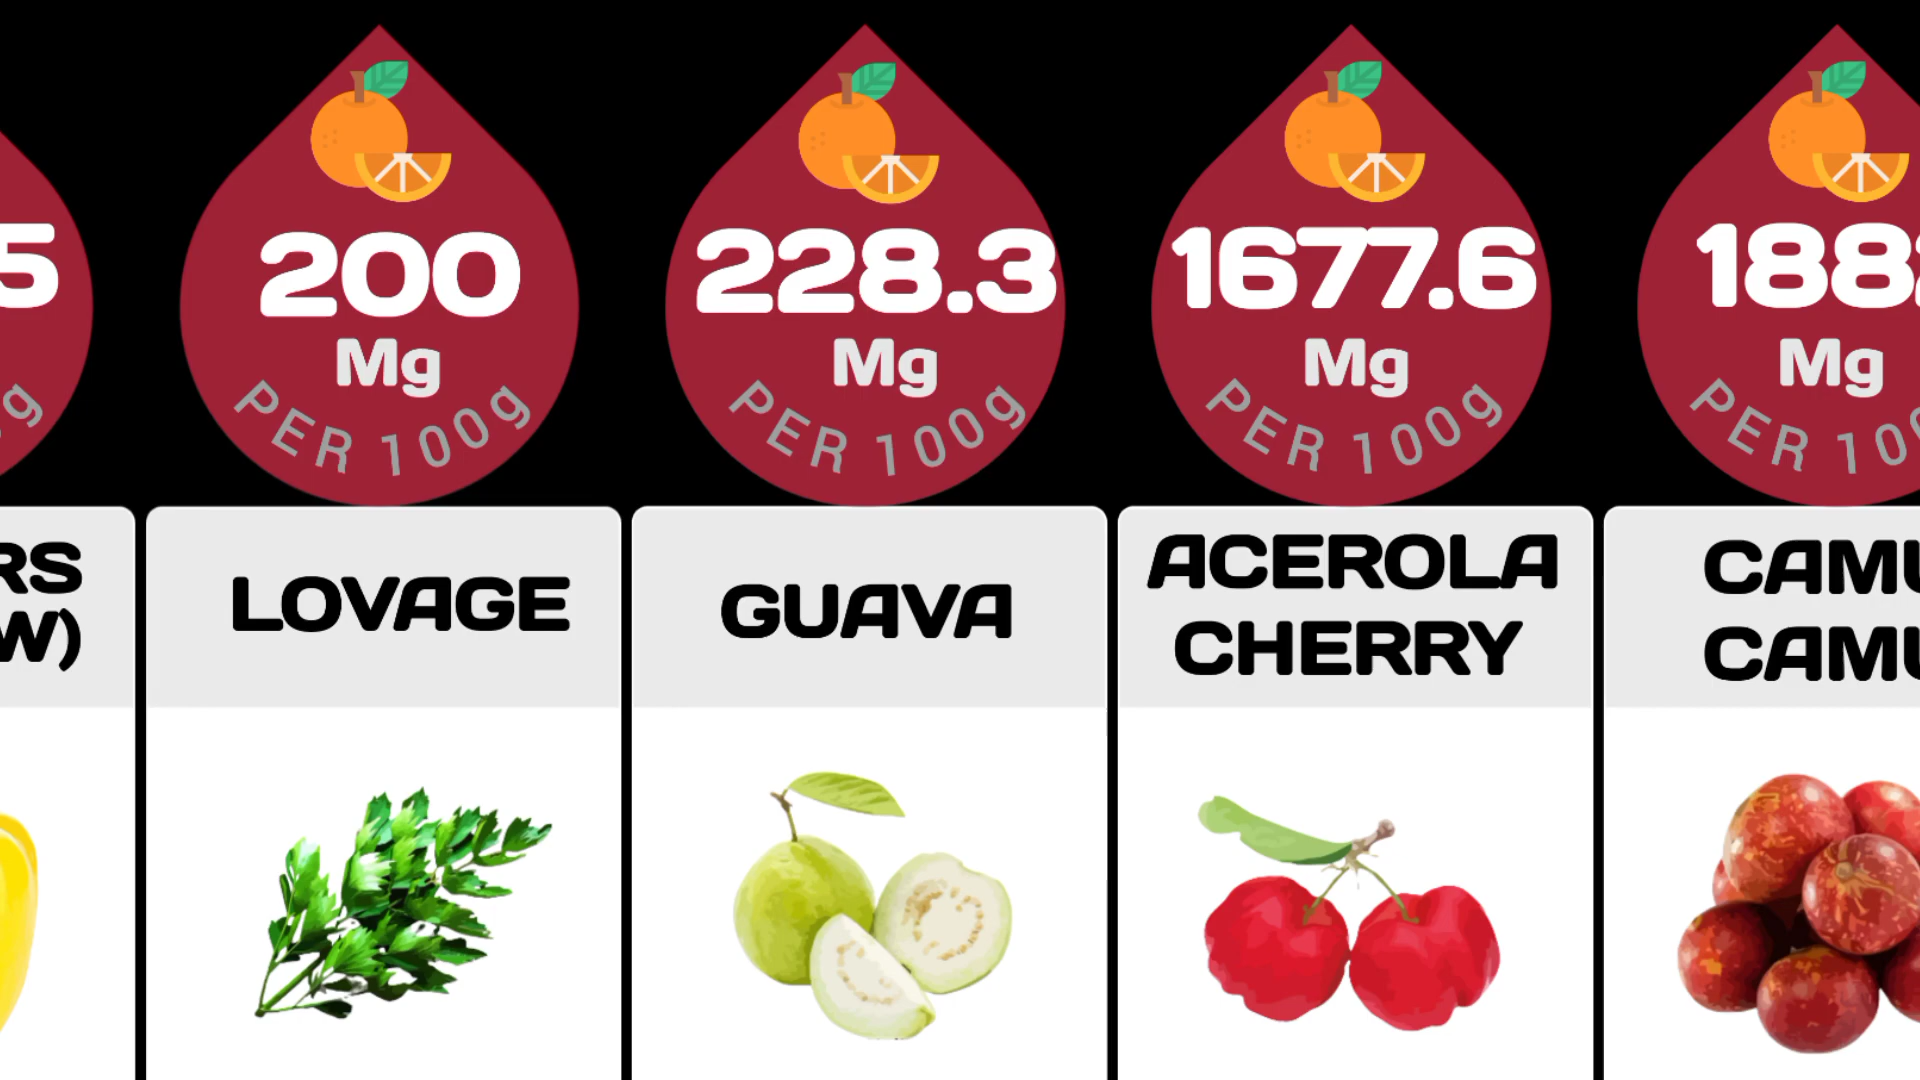 200
Mg
PER 100g
LOVAGE
228.3
Mg
PER 100g
GUAVA
1677.6
Mg
PER 100g
ACEROLA
CHERRY
Mg